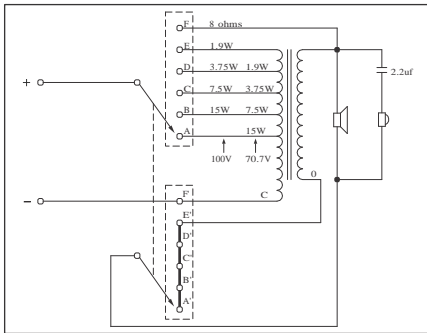 F 8 ohms
E 1.9W
D 3.75W 1.9W
2.2uf
+
C 7.5W 3.75W
B 15W 7.5W
A 15W
100V 70.7V
0
F' C
−
E'
D'
C'
B'
A'